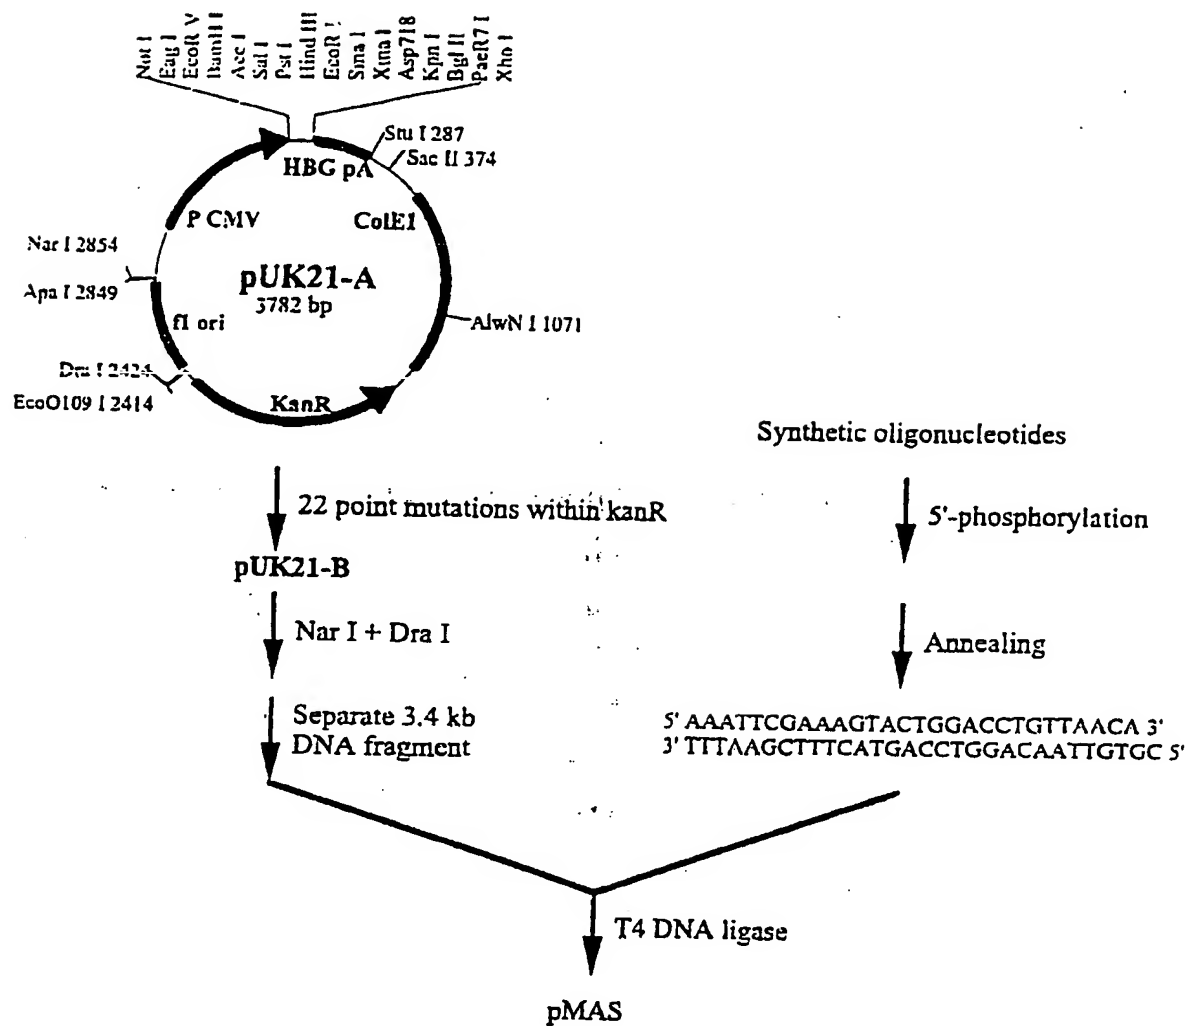 Not I
Eag I
EcoR V
BamH I
Acc I
Sal I
Pst I
Hind III
EcoR I
Sma I
Xma I
Asp718
Kpn I
Bgl II
PaeR7 I
Xho I
Stu I 287
Sac II 374
HBG pA
P CMV
ColE1
Nar I 2854
pUK21-A
3782 bp
Apa I 2849
f1 ori
AlwN I 1071
Dra I 2424
EcoO109 I 2414
KanR
Synthetic oligonucleotides
22 point mutations within kanR
5'-phosphorylation
pUK21-B
Nar I + Dra I
Annealing
Separate 3.4 kb
DNA fragment
5' AAATTCGAAAGTACTGGACCTGTTAACA 3'
3' TTTAAGCTTTCATGACCTGGACAATTGTGC 5'
T4 DNA ligase
pMAS